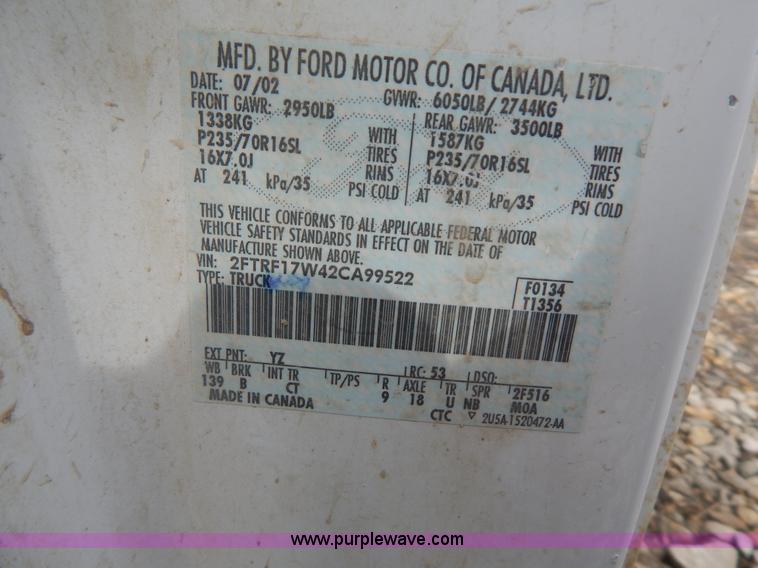 MFD. BY FORD MOTOR CO. OF CANADA, LTD.
DATE: 07/02 GVWR: 6050LB/ 2744KG
FRONT GAWR: 2950LB REAR GAWR: 3500LB
1338KG WITH 1587KG WITH
P235/70R16SL TIRES P235/70R16SL TIRES
16X7.0J RIMS 16X7.0J RIMS
AT 241 kPa/35 PSI COLD AT 241 kPa/35 PSI COLD
THIS VEHICLE CONFORMS TO ALL APPLICABLE FEDERAL MOTOR
VEHICLE SAFETY STANDARDS IN EFFECT ON THE DATE OF
MANUFACTURE SHOWN ABOVE.
VIN: 2FTRF17W42CA99522
TYPE: TRUCK
F0134
T1356
EXT PNT: YZ RC: 53 DSO:
WB BRK INT TR TP/PS R AXLE TR SPR 2F516
139 B CT 9 18 U NB MOA
MADE IN CANADA CTC ▽ 2U5A-1520472-AA
www.purplewave.com